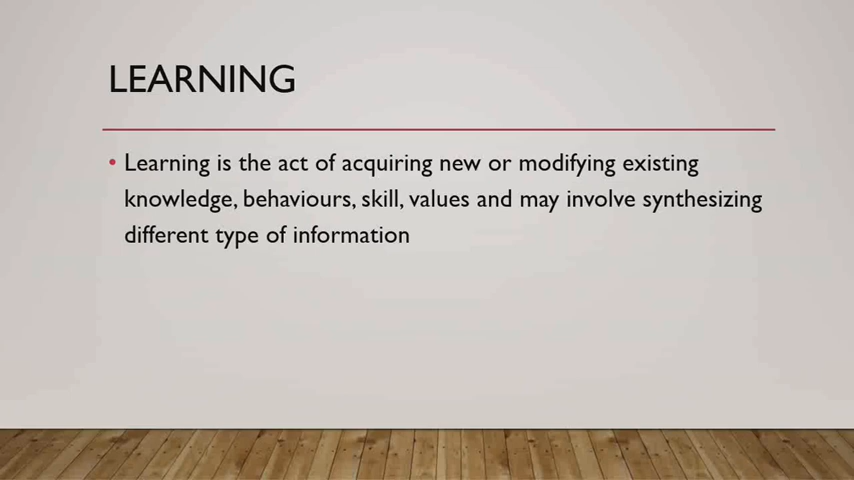 LEARNING
• Learning is the act of acquiring new or modifying existing
knowledge, behaviours, skill, values and may involve synthesizing
different type of information